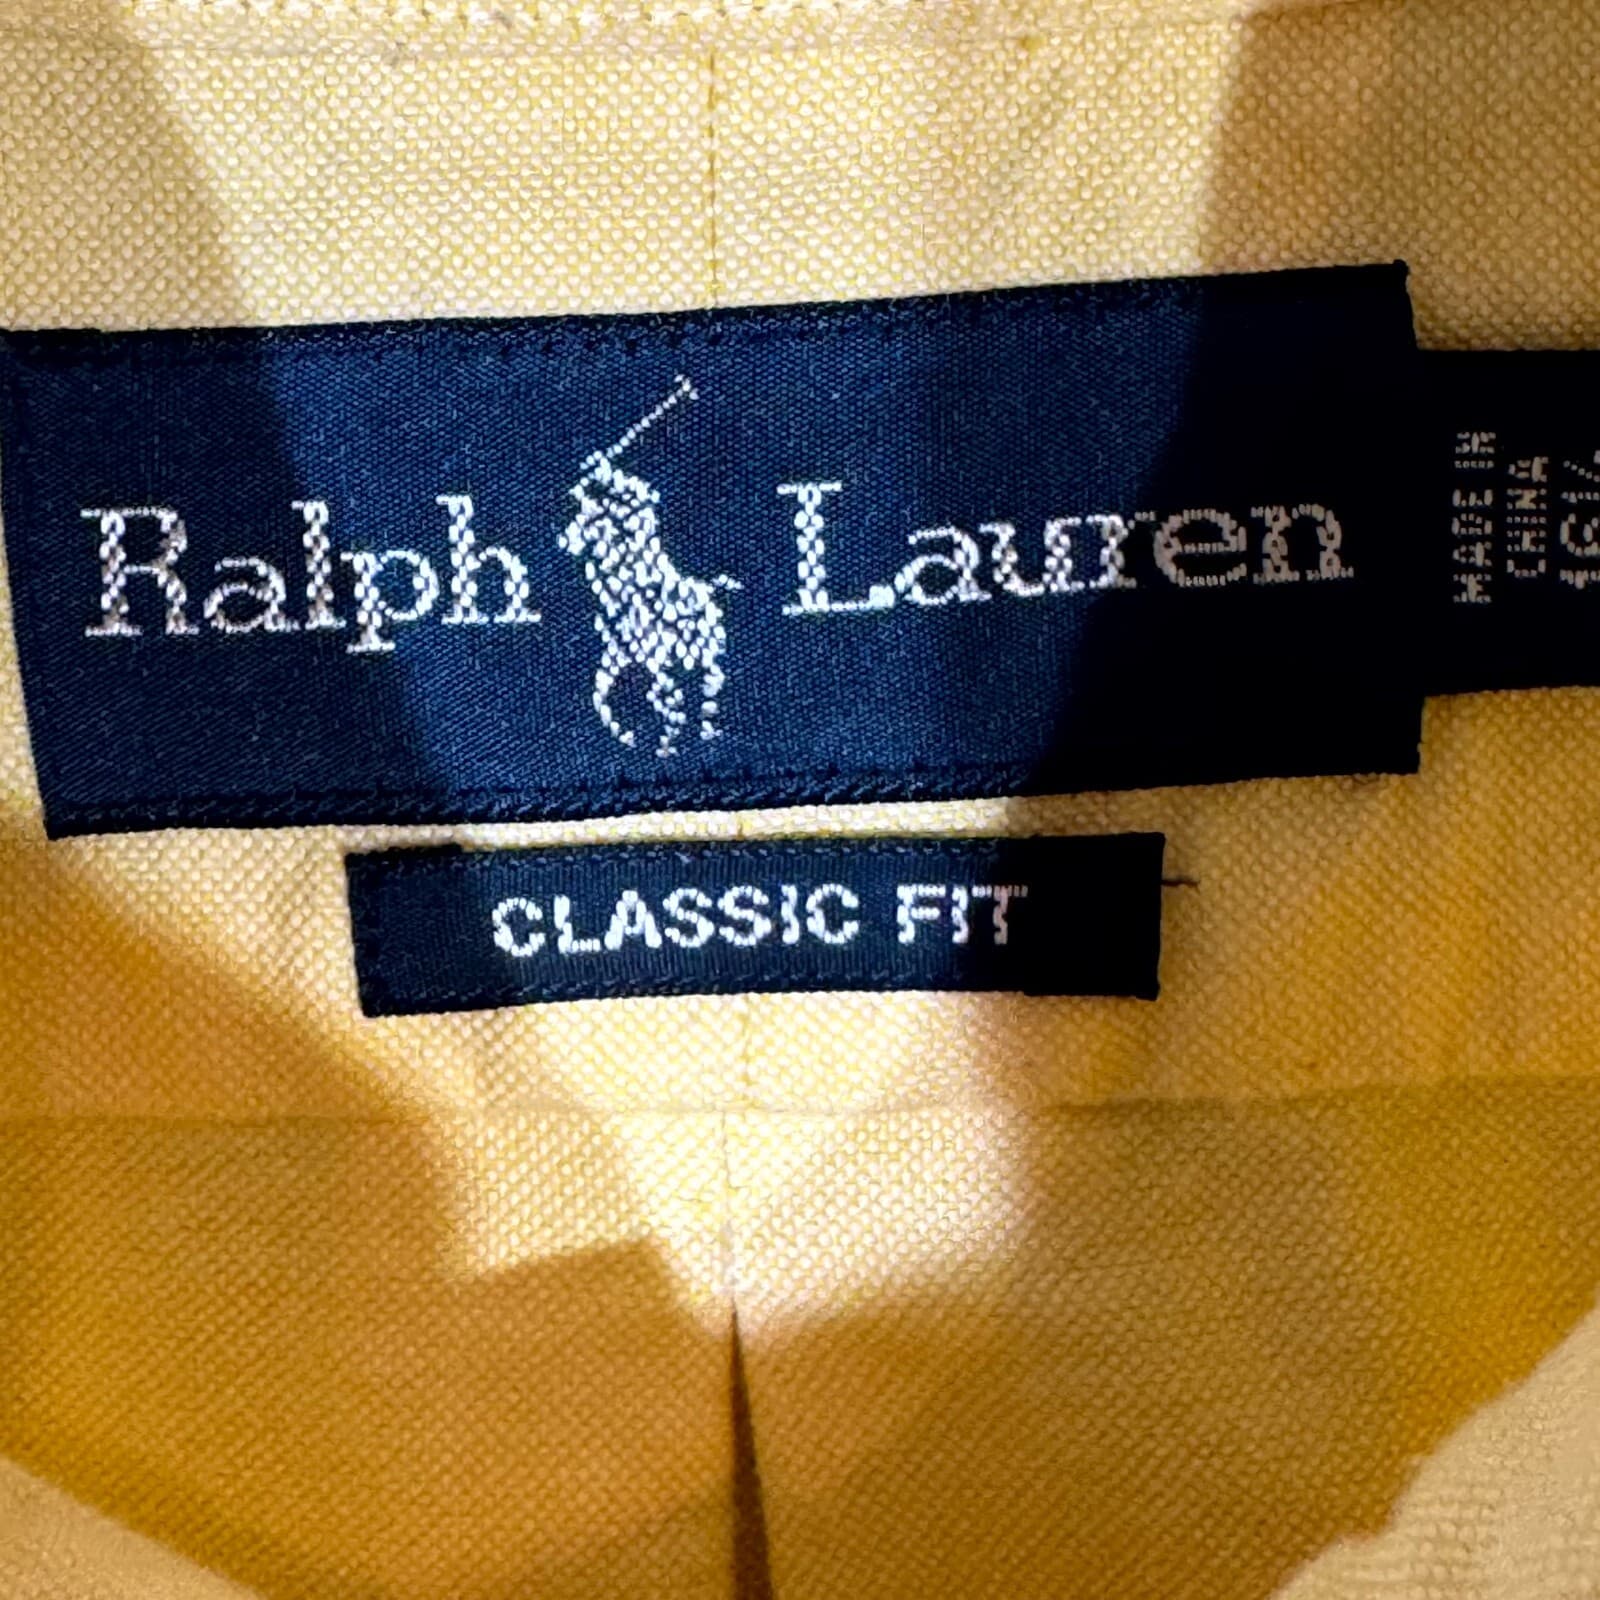 Ralph Lauren
CLASSIC FIT